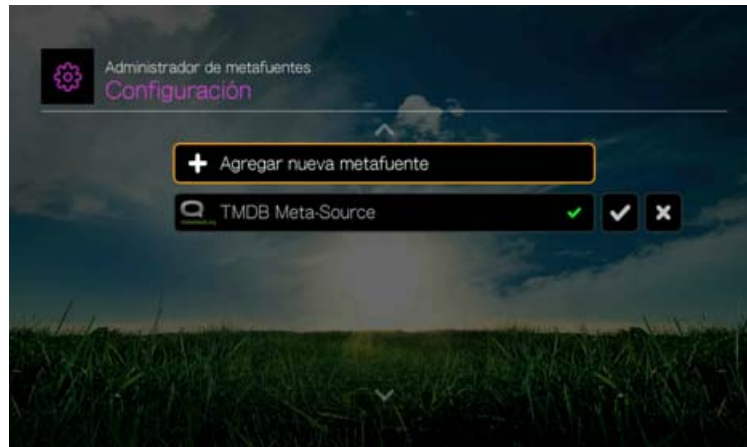 Administrador de metafuentes
Configuración
Agregar nueva metafuente
TMDB Meta-Source